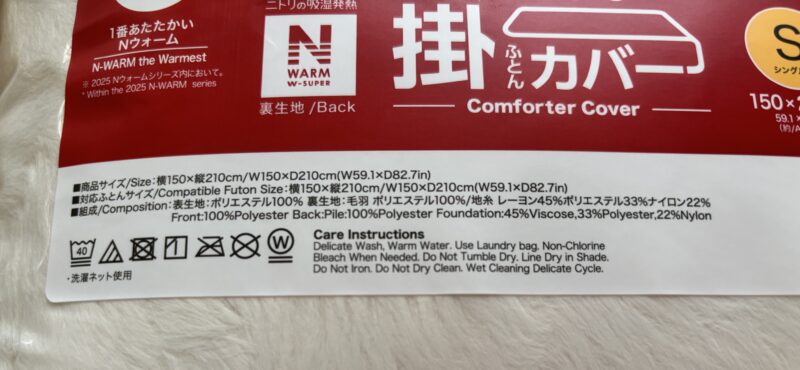 1番あたたかい
Nウォーム
N-WARM the Warmest
※2025 Nウォームシリーズ内において。
* Within the 2025 N-WARM series
ニトリの吸湿発熱
N
WARM
W-SUPER
裏生地/Back
掛ふとんカバー
Comforter Cover
S
シングル
150×
59.1×
(約/A
■商品サイズ/Size:横150×縦210cm/W150×D210cm(W59.1×D82.7in)
■対応ふとんサイズ/Compatible Futon Size:横150×縦210cm/W150×D210cm(W59.1×D82.7in)
■組成/Composition:表生地:ポリエステル100% 裏生地:毛羽 ポリエステル100%/地糸 レーヨン45%ポリエステル33%ナイロン22%
Front:100%Polyester Back:Pile:100%Polyester Foundation:45%Viscose,33%Polyester,22%Nylon
40
W
・洗濯ネット使用
Care Instructions
Delicate Wash, Warm Water. Use Laundry bag. Non-Chlorine
Bleach When Needed. Do Not Tumble Dry. Line Dry in Shade.
Do Not Iron. Do Not Dry Clean. Wet Cleaning Delicate Cycle.